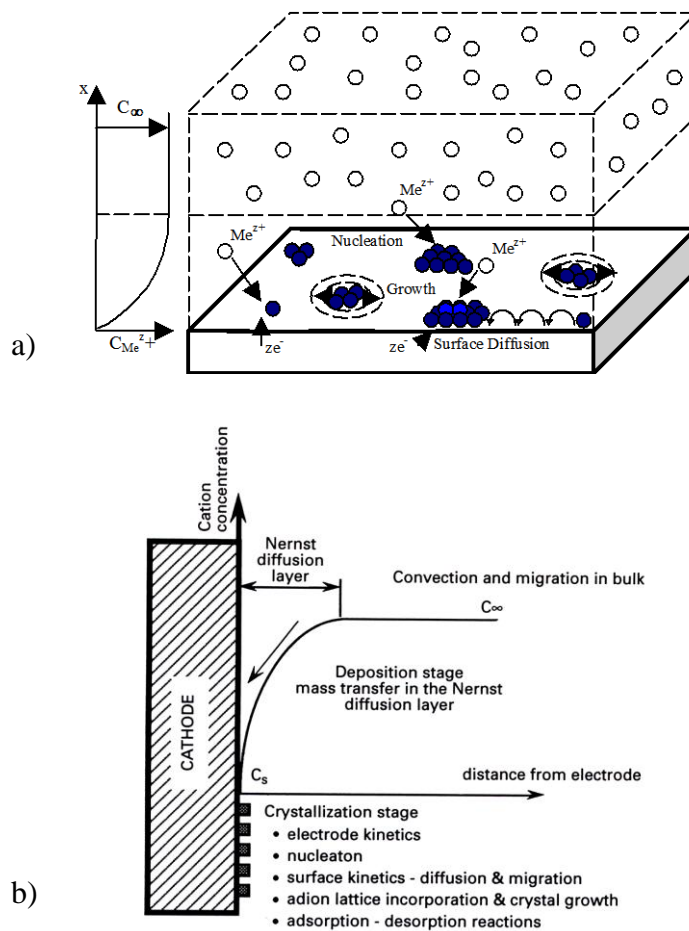 x
C∞
Me^z+
Me^z+
Nucleation
Me^z+
Growth
C_Me^z+
ze^-
ze^-
Surface Diffusion
a)
Cation
concentration
Nernst
diffusion
layer
Convection and migration in bulk
C∞
Deposition stage
mass transfer in the Nernst
diffusion layer
CATHODE
C_s
distance from electrode
Crystallization stage
• electrode kinetics
• nucleaton
• surface kinetics - diffusion & migration
• adion lattice incorporation & crystal growth
• adsorption - desorption reactions
b)